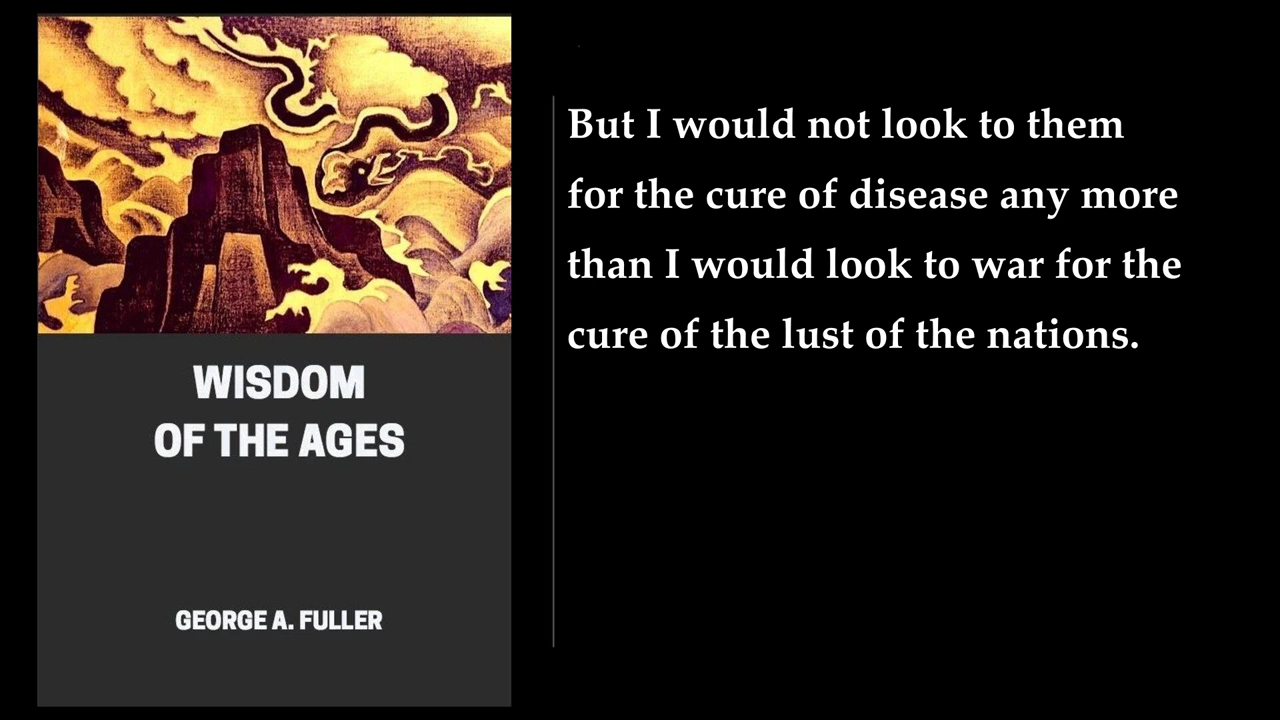 WISDOM
OF THE AGES
GEORGE A. FULLER
But I would not look to them
for the cure of disease any more
than I would look to war for the
cure of the lust of the nations.